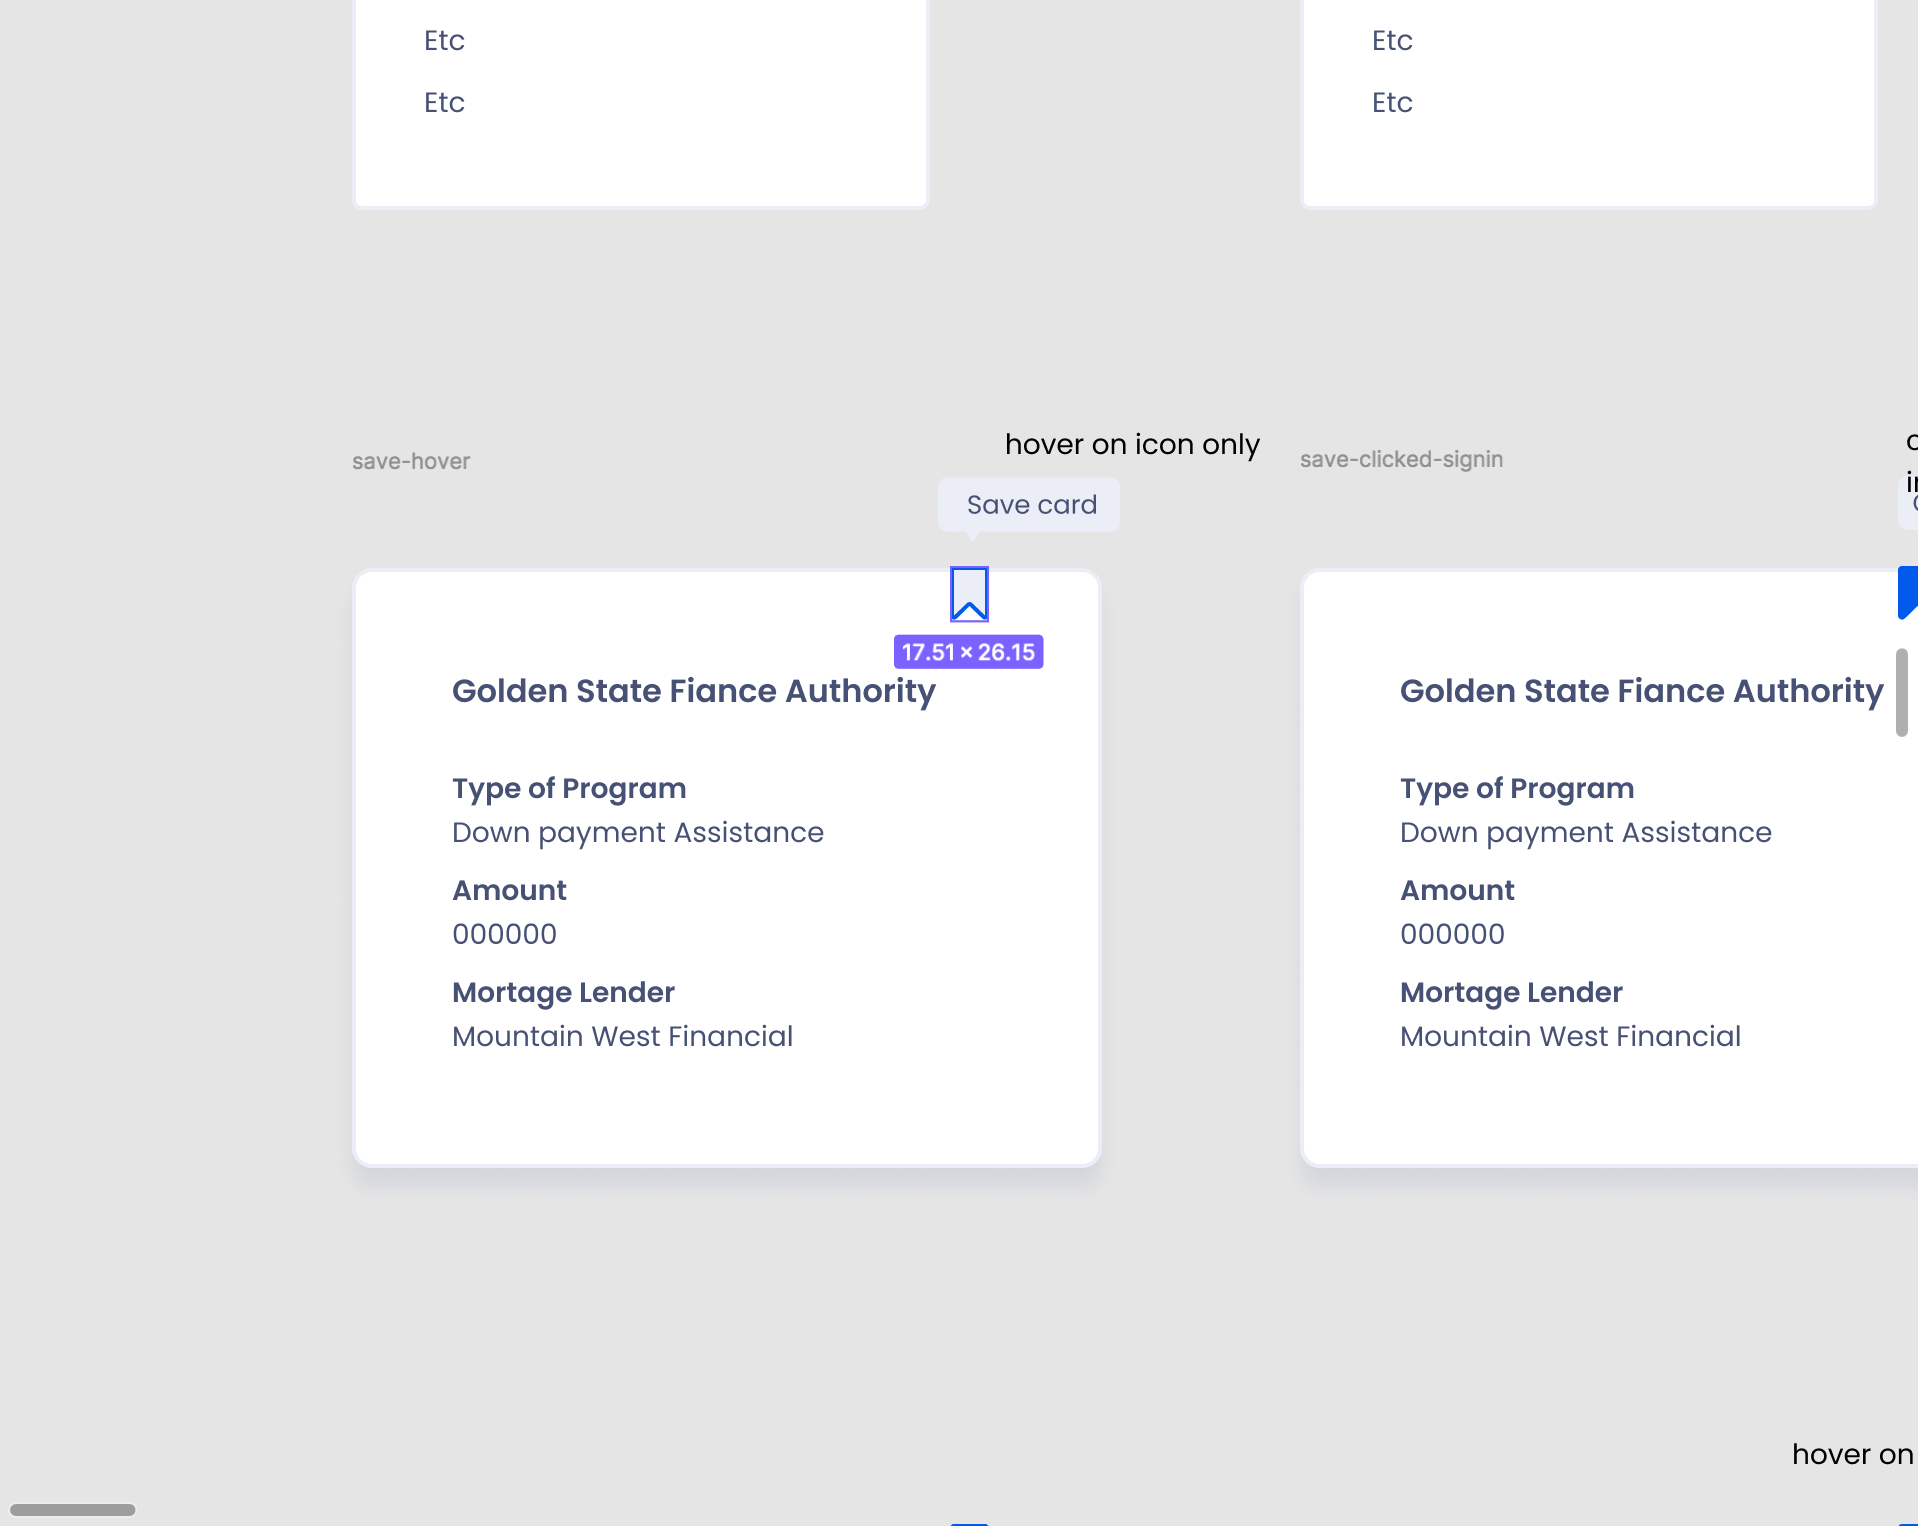 Etc
Etc
Etc
Etc
hover on icon only
save-hover
save-clicked-signin
Save card
17.51 × 26.15
Golden State Fiance Authority
Golden State Fiance Authority
Type of Program
Down payment Assistance
Amount
000000
Mortage Lender
Mountain West Financial
Type of Program
Down payment Assistance
Amount
000000
Mortage Lender
Mountain West Financial
hover on